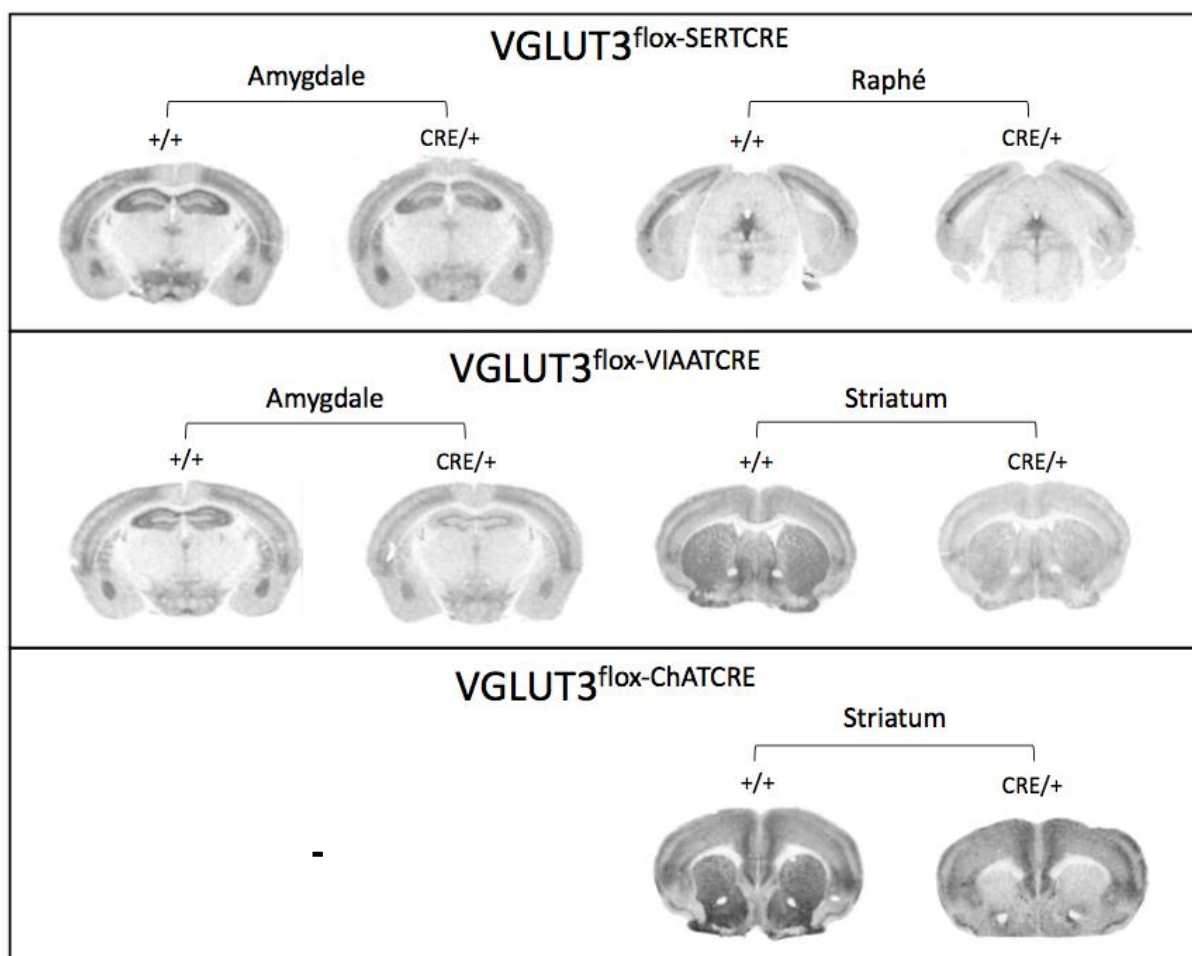 VGLUT3flox-SERTCRE
Amygdale
Raphé
+/+
CRE/+
+/+
CRE/+
VGLUT3flox-VIAATCRE
Amygdale
Striatum
+/+
CRE/+
+/+
CRE/+
VGLUT3flox-ChATCRE
Striatum
+/+
CRE/+
-